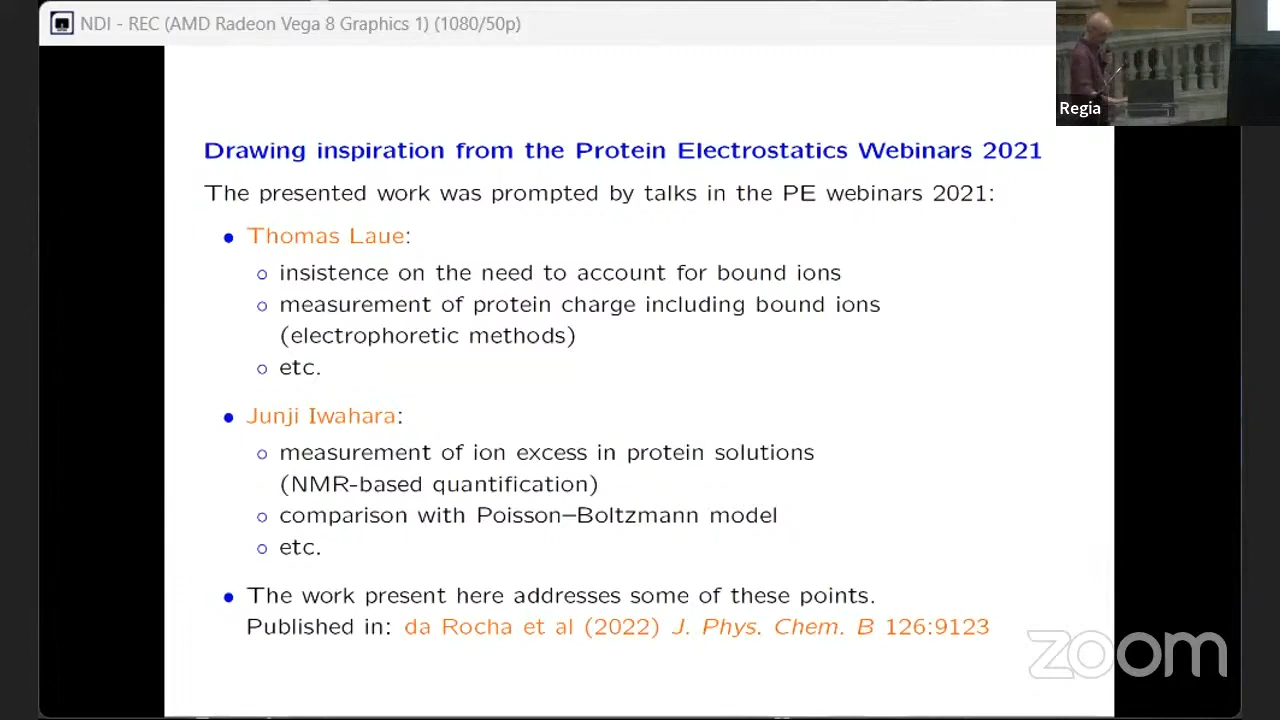 NDI - REC (AMD Radeon Vega 8 Graphics 1) (1080/50p)
Regia
Drawing inspiration from the Protein Electrostatics Webinars 2021
The presented work was prompted by talks in the PE webinars 2021:
• Thomas Laue:
○ insistence on the need to account for bound ions
○ measurement of protein charge including bound ions
(electrophoretic methods)
○ etc.
• Junji Iwahara:
○ measurement of ion excess in protein solutions
(NMR-based quantification)
○ comparison with Poisson–Boltzmann model
○ etc.
• The work present here addresses some of these points.
Published in: da Rocha et al (2022) J. Phys. Chem. B 126:9123
zoom